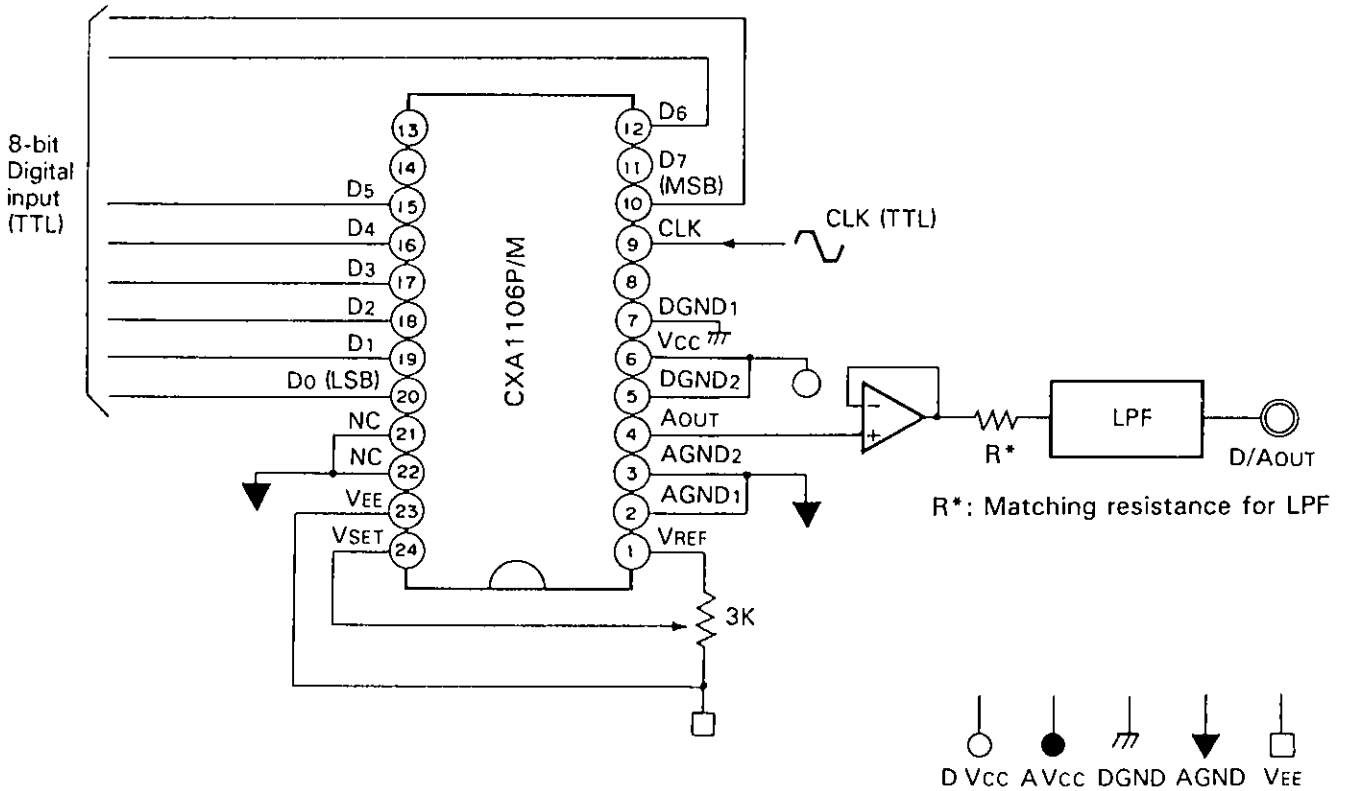 8-bit
Digital
input
(TTL)
D5
D4
D3
D2
D1
D0 (LSB)
NC
NC
VEE
VSET
13
14
15
16
17
18
19
20
21
22
23
24
CXA1106P/M
12
11
10
9
8
7
6
5
4
3
2
1
D6
D7
(MSB)
CLK
DGND1
VCC
DGND2
AOUT
AGND2
AGND1
VREF
CLK (TTL)
3K
-
+
R*
LPF
D/AOUT
R*: Matching resistance for LPF
D VCC A VCC DGND AGND VEE